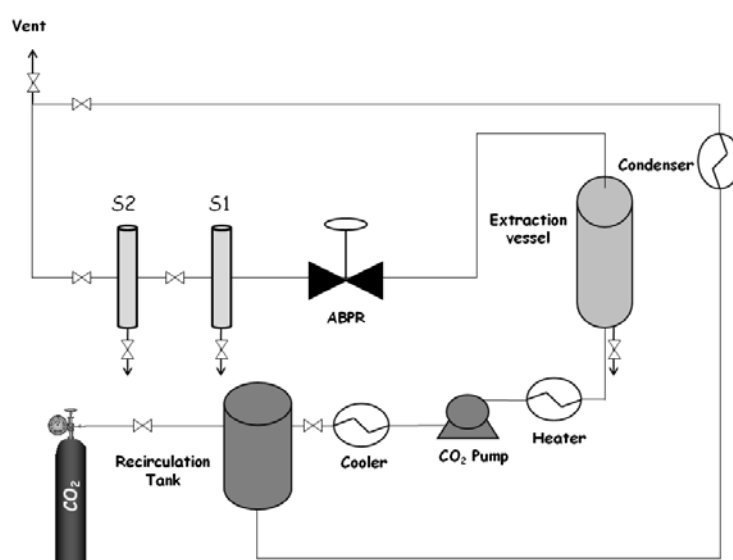 Vent
Condenser
S2
S1
Extraction
vessel
ABPR
Recirculation
Tank
Cooler
CO₂ Pump
Heater
CO₂